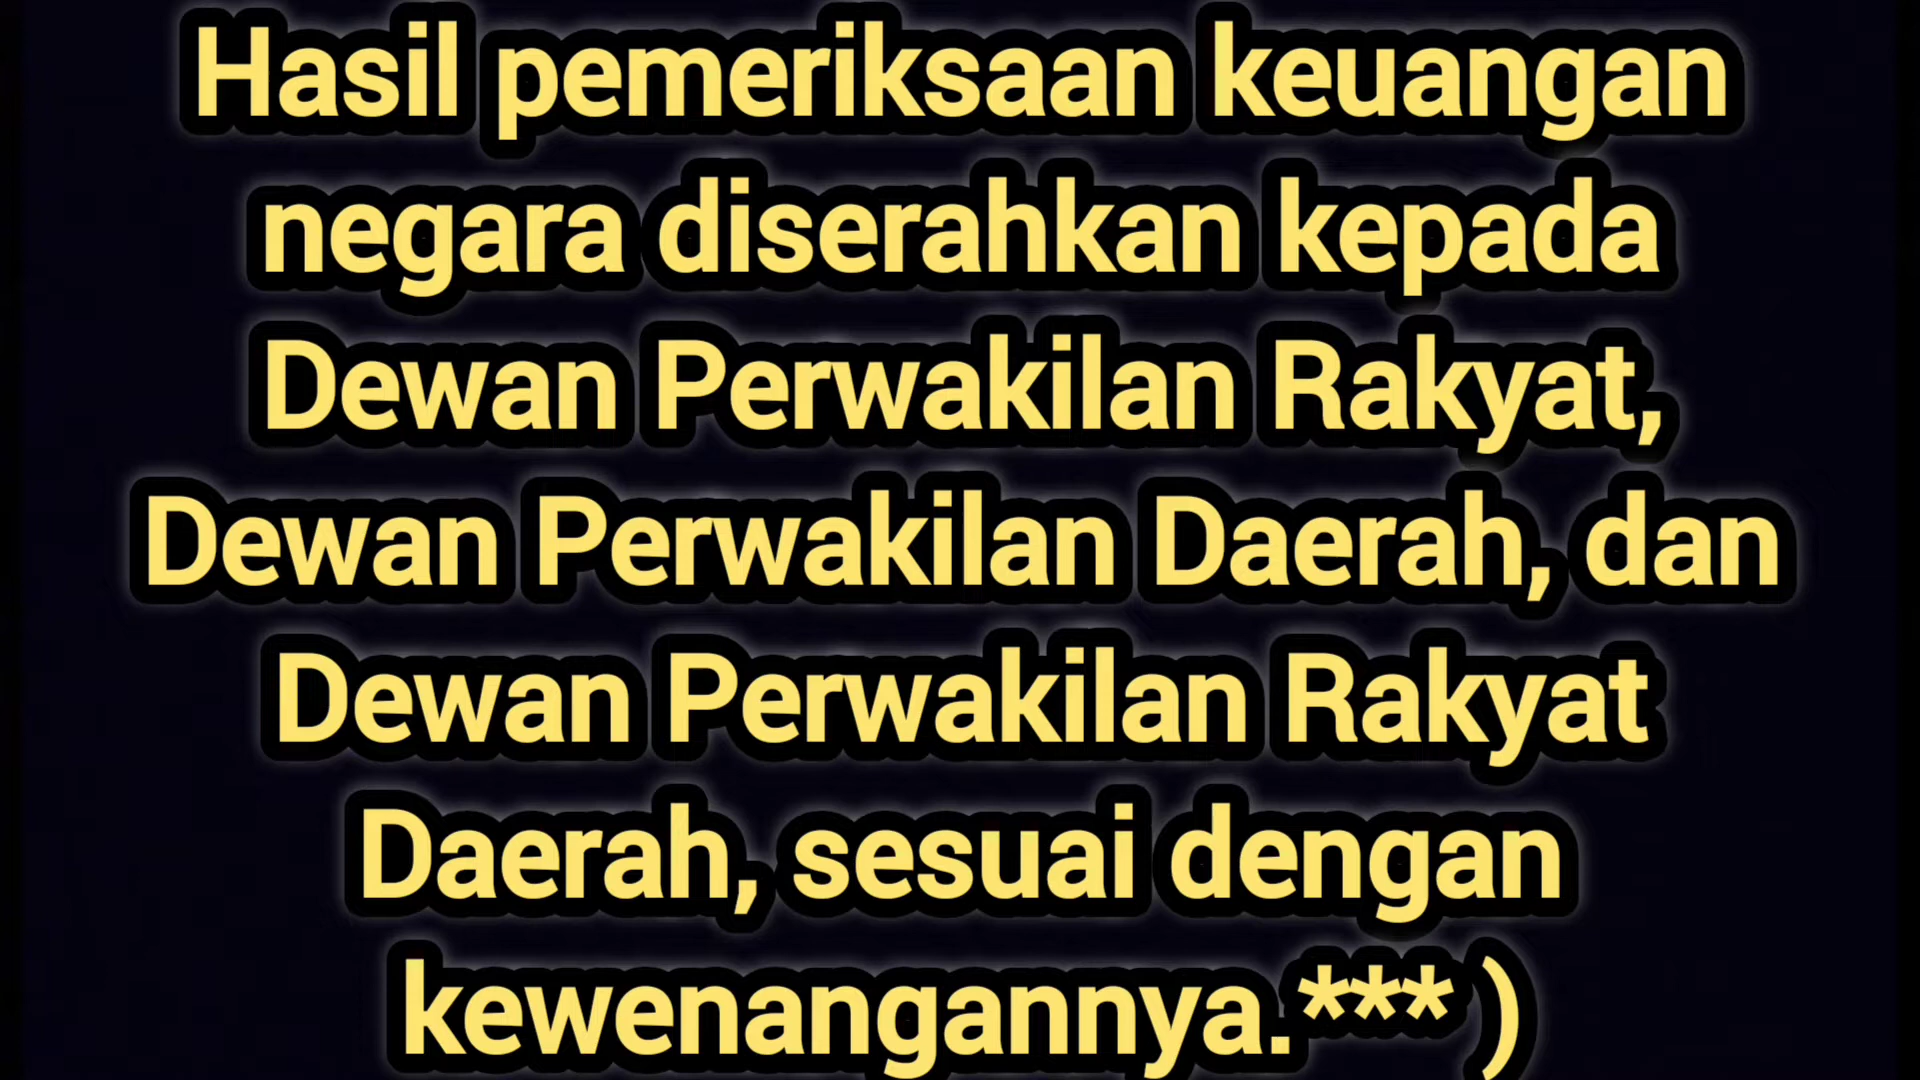 Hasil pemeriksaan keuangan
negara diserahkan kepada
Dewan Perwakilan Rakyat,
Dewan Perwakilan Daerah, dan
Dewan Perwakilan Rakyat
Daerah, sesuai dengan
kewenangannya.*** )